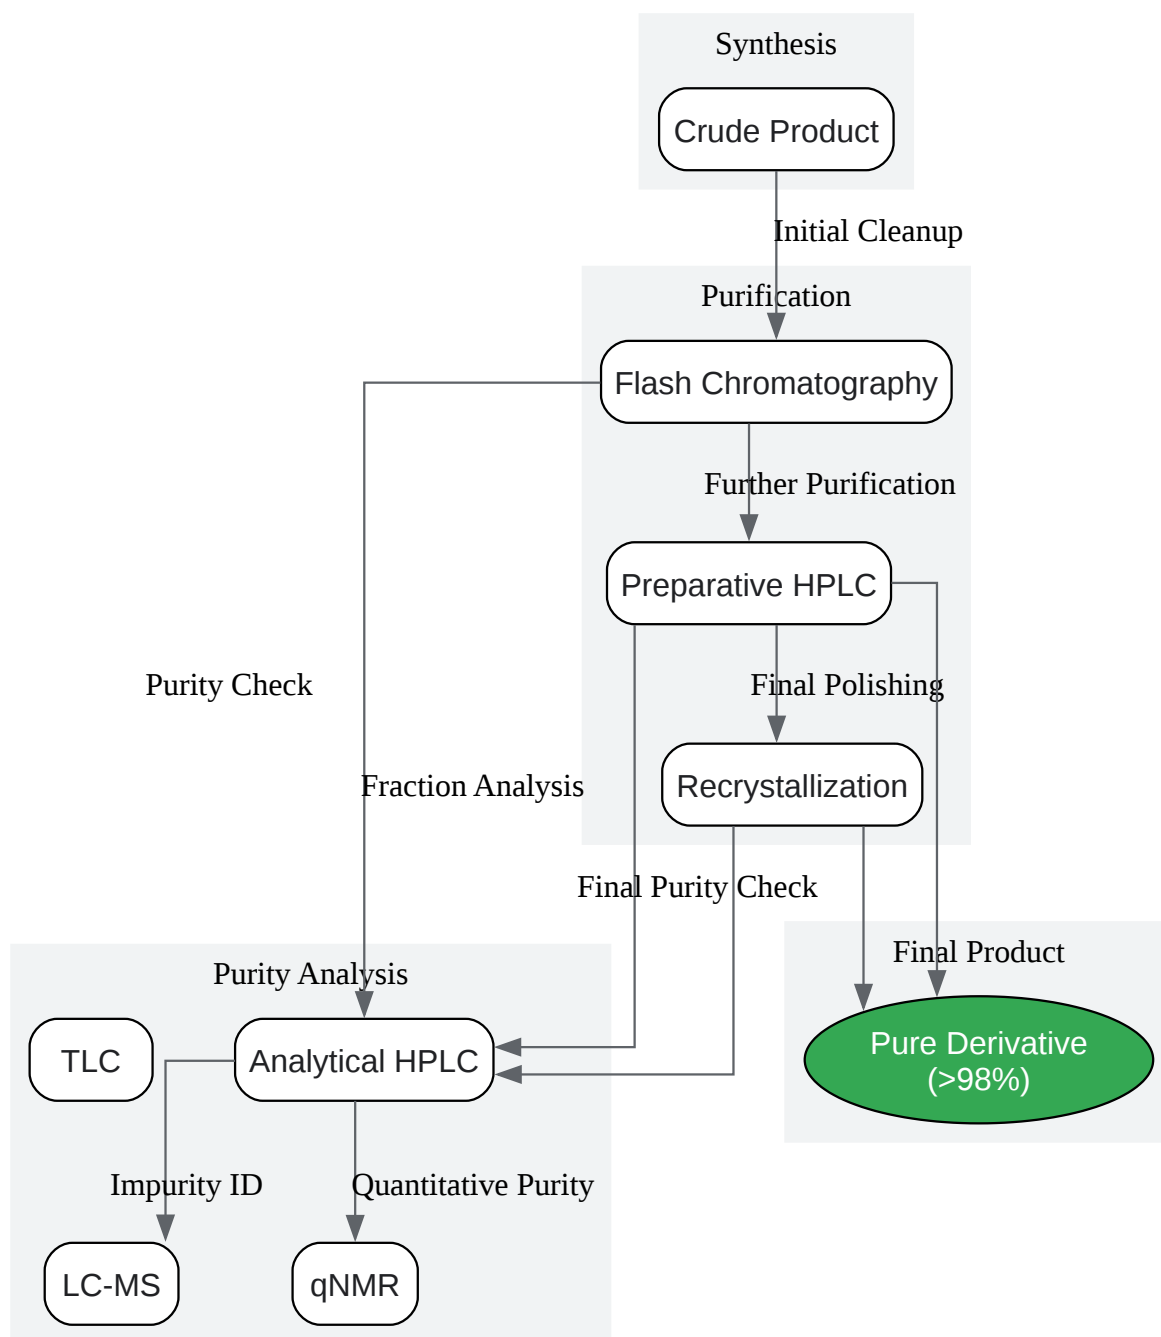 Synthesis
Crude Product
Initial Cleanup
Purification
Flash Chromatography
Further Purification
Preparative HPLC
Purity Check
Final Polishing
Fraction Analysis
Recrystallization
Final Purity Check
Purity Analysis
Final Product
TLC
Analytical HPLC
Pure Derivative
(>98%)
Impurity ID
Quantitative Purity
LC-MS
qNMR